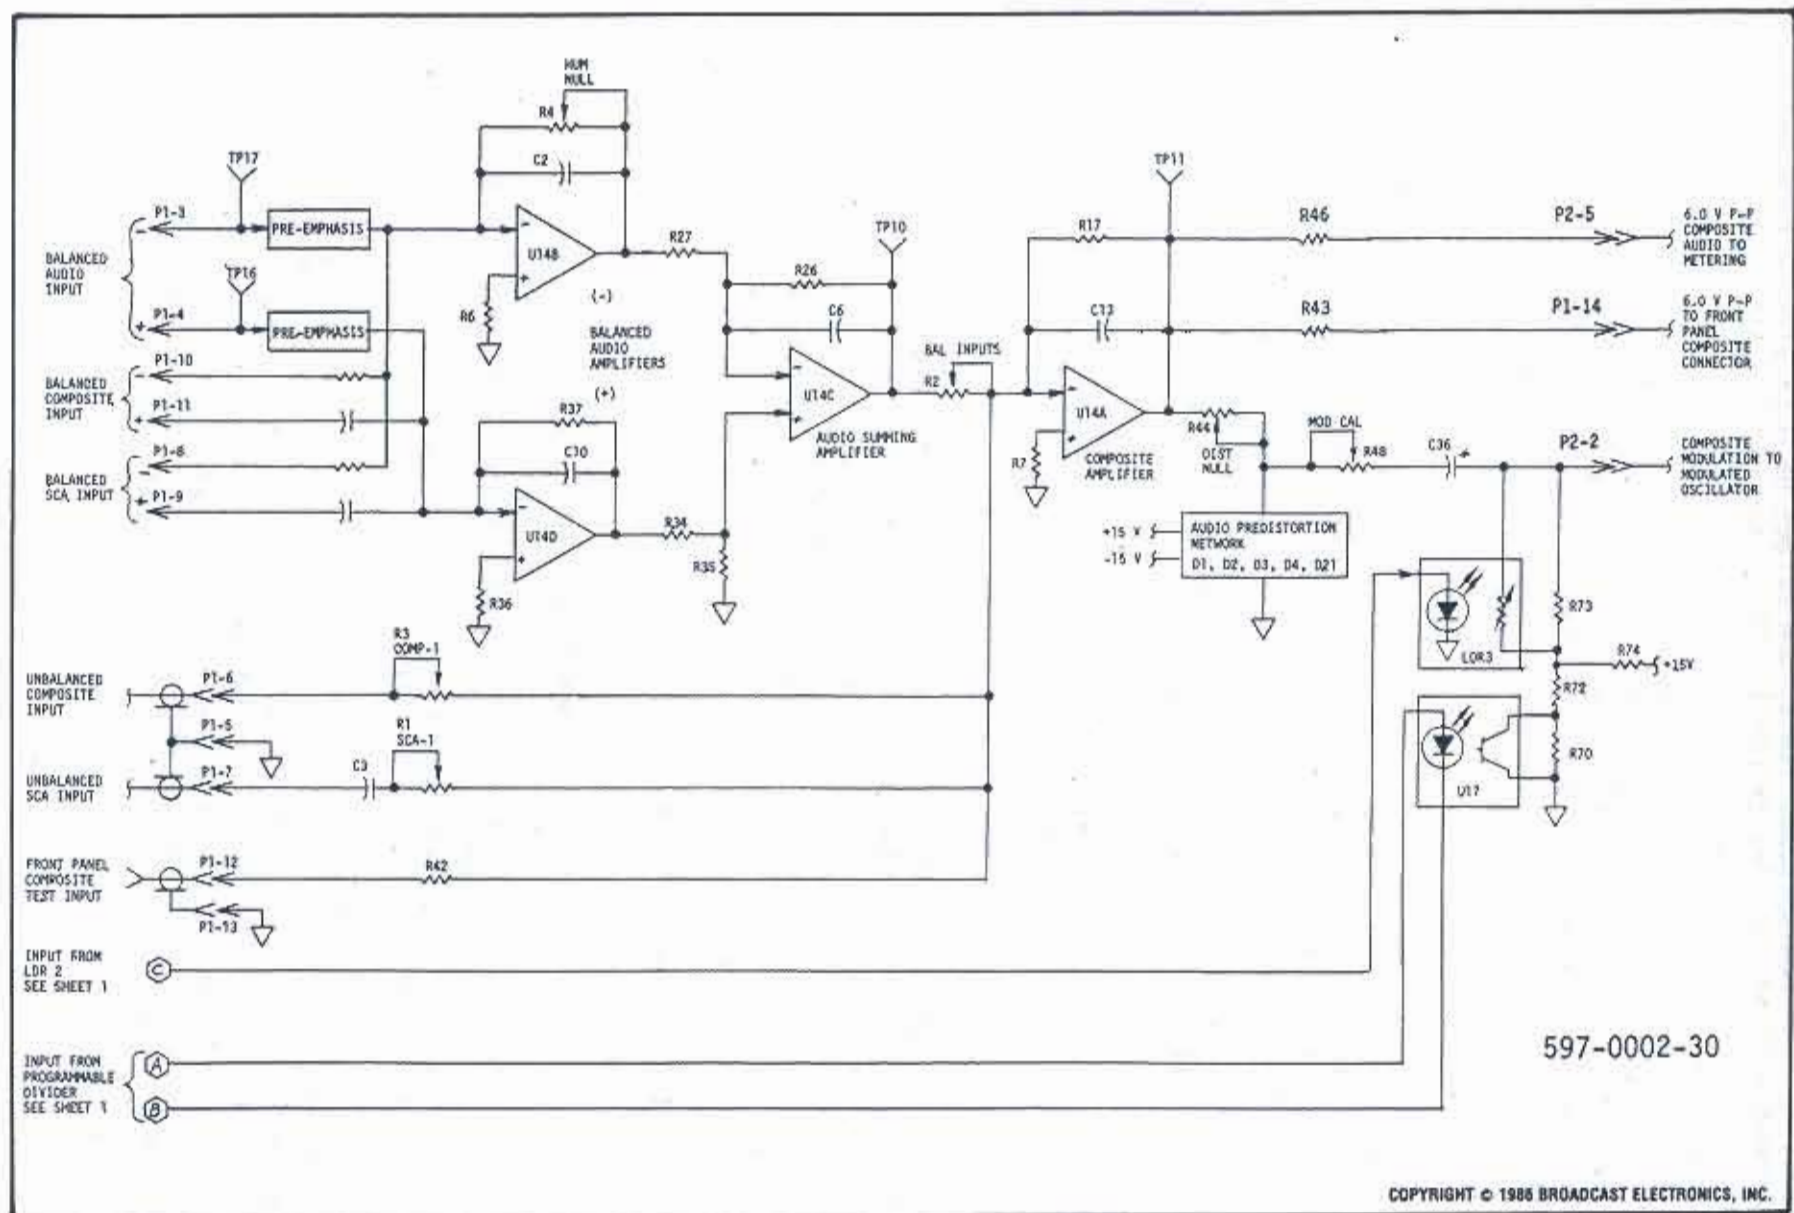 HUM
NULL
R4
C2
TP17
P1-3
PRE-EMPHASIS
BALANCED
AUDIO
INPUT
TP16
P1-4
PRE-EMPHASIS
U14B
R6
(-)
BALANCED
AUDIO
AMPLIFIERS
(+)
R27
TP10
R26
C6
U14C
AUDIO SUMMING
AMPLIFIER
BAL INPUTS
R2
TP11
R17
C13
U14A
R7
COMPOSITE
AMPLIFIER
R46
P2-5
6.0 V P-P
COMPOSITE
AUDIO TO
METERING
R43
P1-14
6.0 V P-P
TO FRONT
PANEL
COMPOSITE
CONNECTOR
P1-10
BALANCED
COMPOSITE
INPUT
P1-11
P1-8
BALANCED
SCA INPUT
P1-9
R37
C10
U14D
R36
R34
R35
R44
DIST
NULL
MOD CAL
R48
C36
P2-2
COMPOSITE
MODULATION TO
MODULATED
OSCILLATOR
+15 V
-15 V
AUDIO PREDISTORTION
NETWORK
D1, D2, D3, D4, D21
LDR3
R73
R74
+15V
R72
R70
U17
UNBALANCED
COMPOSITE
INPUT
P1-6
R3
COMP-1
P1-5
UNBALANCED
SCA INPUT
P1-7
C3
R1
SCA-1
FRONT PANEL
COMPOSITE
TEST INPUT
P1-12
R42
P1-13
INPUT FROM
LDR 2
SEE SHEET 1
C
INPUT FROM
PROGRAMMABLE
DIVIDER
SEE SHEET 1
A
B
597-0002-30
COPYRIGHT © 1986 BROADCAST ELECTRONICS, INC.